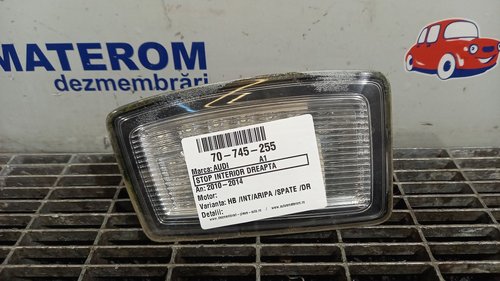 MATEROM
dezmembrări
70-745-255
Marca: AUDI A1
STOP INTERIOR DREAPTA
An: 2010-2014
Motor:
Varianta: HB /INT/ARIPA /SPATE /DR
Detalii: